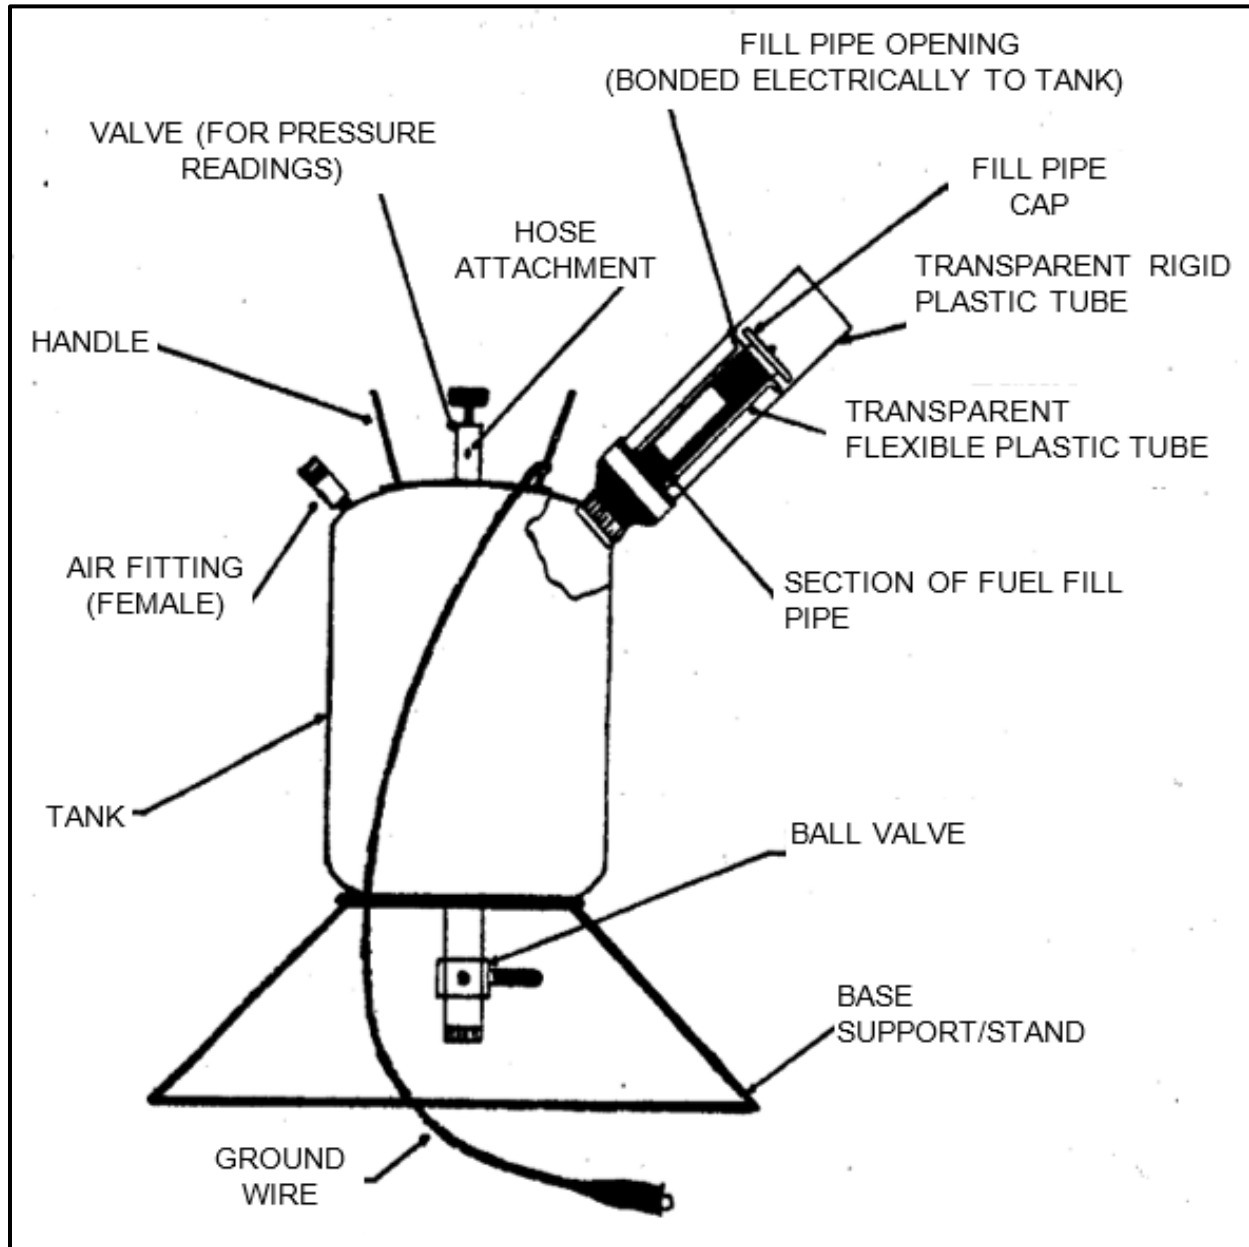 FILL PIPE OPENING
(BONDED ELECTRICALLY TO TANK)
VALVE (FOR PRESSURE
READINGS)
FILL PIPE
CAP
HOSE
ATTACHMENT
TRANSPARENT RIGID
PLASTIC TUBE
HANDLE
TRANSPARENT
FLEXIBLE PLASTIC TUBE
AIR FITTING
(FEMALE)
SECTION OF FUEL FILL
PIPE
TANK
BALL VALVE
BASE
SUPPORT/STAND
GROUND
WIRE